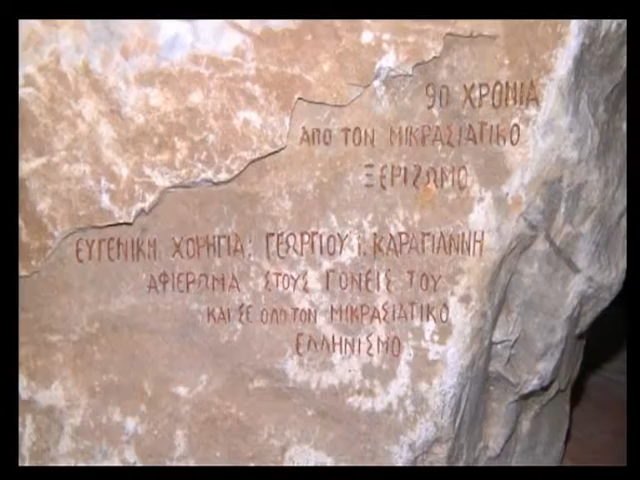 90 ΧΡΟΝΙΑ
ΑΠΟ ΤΟΝ ΜΙΚΡΑΣΙΑΤΙΚΟ
ΞΕΡΙΖΩΜΟ
ΕΥΓΕΝΙΚΗ ΧΟΡΗΓΙΑ: ΓΕΩΡΓΙΟΥ Ι. ΚΑΡΑΓΙΑΝΝΗ
ΑΦΙΕΡΩΜΑ ΣΤΟΥΣ ΓΟΝΕΙΣ ΤΟΥ
ΚΑΙ ΣΕ ΟΛΟ ΤΟΝ ΜΙΚΡΑΣΙΑΤΙΚΟ
ΕΛΛΗΝΙΣΜΟ